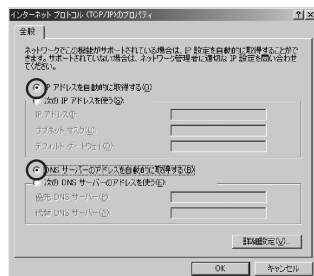 インターネット プロトコル (TCP/IP)のプロパティ
全般
ネットワークでこの機能がサポートされている場合は、IP 設定を自動的に取得することがで
きます。サポートされていない場合は、ネットワーク管理者に適切な IP 設定を問い合わせ
てください。
IP アドレスを自動的に取得する(O)
次の IP アドレスを使う(S):
IP アドレス(I):
サブネット マスク(U):
デフォルト ゲートウェイ(D):
DNS サーバーのアドレスを自動的に取得する(B)
次の DNS サーバーのアドレスを使う(E):
優先 DNS サーバー(P):
代替 DNS サーバー(A):
詳細設定(V)...
OK キャンセル